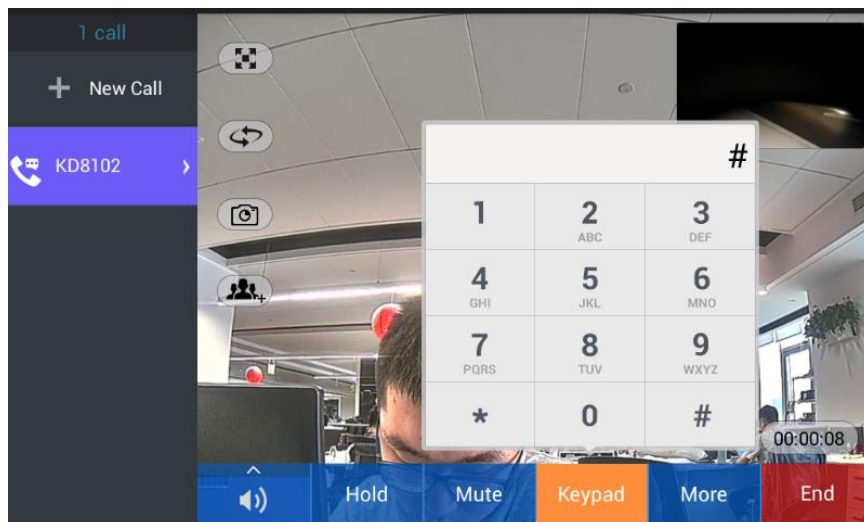 1 call
New Call
KD8102
#
1
2
ABC
3
DEF
4
GHI
5
JKL
6
MNO
7
PQRS
8
TUV
9
WXYZ
*
0
#
00:00:08
Hold
Mute
Keypad
More
End